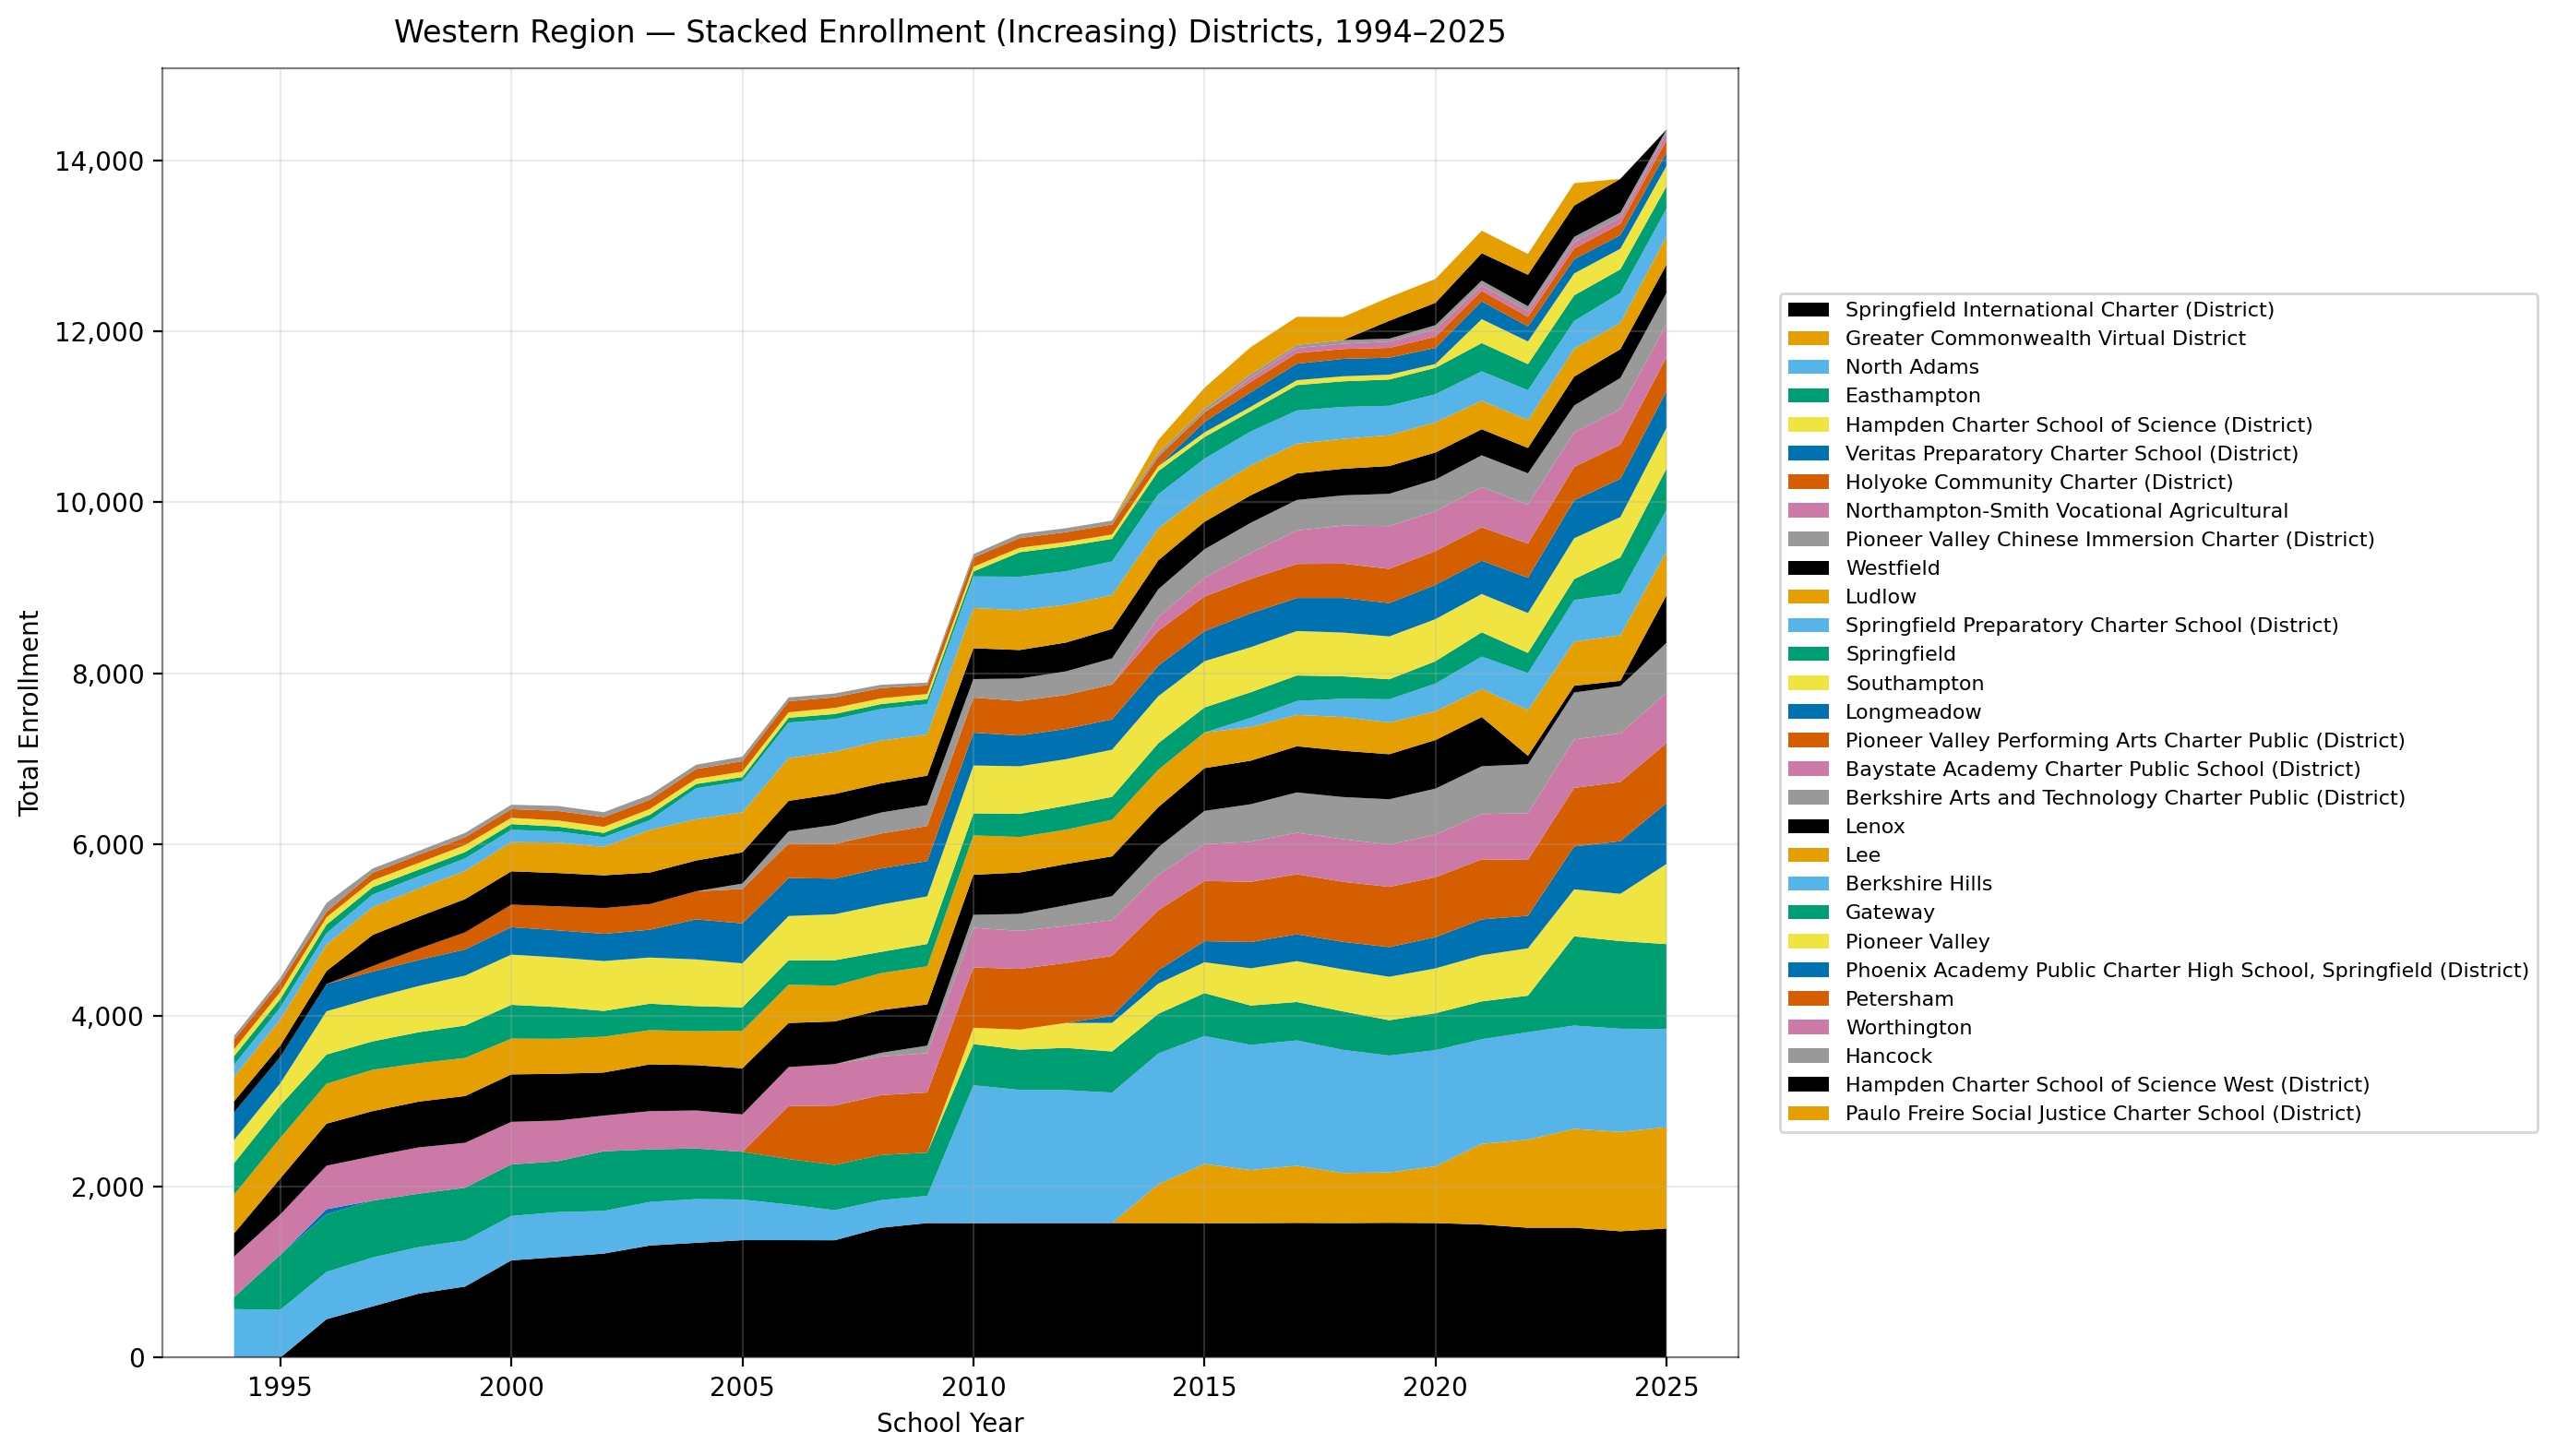 Western Region — Stacked Enrollment (Increasing) Districts, 1994–2025
Total Enrollment
14,000
12,000
10,000
8,000
6,000
4,000
2,000
0
1995 2000 2005 2010 2015 2020 2025
School Year
Springfield International Charter (District)
Greater Commonwealth Virtual District
North Adams
Easthampton
Hampden Charter School of Science (District)
Veritas Preparatory Charter School (District)
Holyoke Community Charter (District)
Northampton-Smith Vocational Agricultural
Pioneer Valley Chinese Immersion Charter (District)
Westfield
Ludlow
Springfield Preparatory Charter School (District)
Springfield
Southampton
Longmeadow
Pioneer Valley Performing Arts Charter Public (District)
Baystate Academy Charter Public School (District)
Berkshire Arts and Technology Charter Public (District)
Lenox
Lee
Berkshire Hills
Gateway
Pioneer Valley
Phoenix Academy Public Charter High School, Springfield (District)
Petersham
Worthington
Hancock
Hampden Charter School of Science West (District)
Paulo Freire Social Justice Charter School (District)